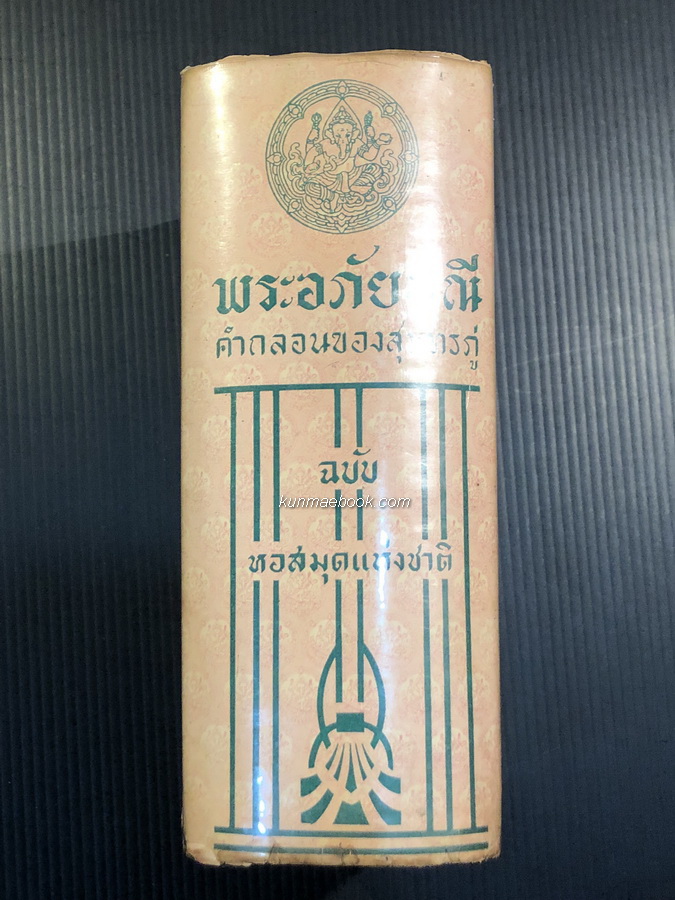 พระอภัยมณี
คำกลอนของสุนทรภู่
ฉบับ
kunmaebook.com
หอสมุดแห่งชาติ